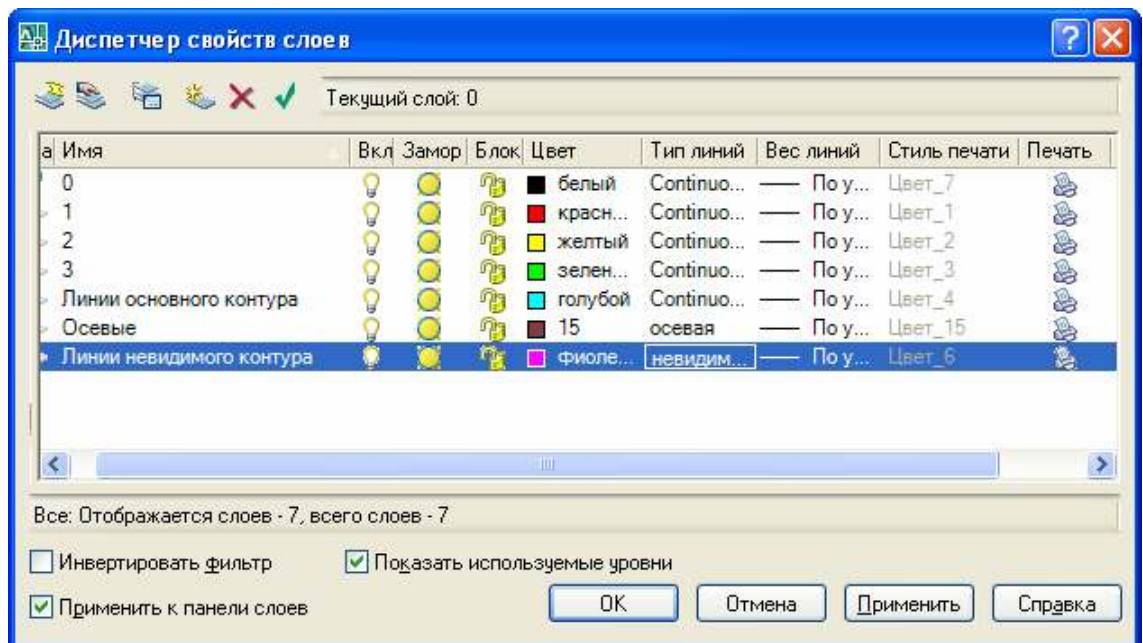 Диспетчер свойств слоев
Текущий слой: 0
а Имя Вкл Замор Блок Цвет Тип линий Вес линий Стиль печати Печать
0 белый Continuo... По у... Цвет_7
1 красн... Continuo... По у... Цвет_1
2 желтый Continuo... По у... Цвет_2
3 зелен... Continuo... По у... Цвет_3
Линии основного контура голубой Continuo... По у... Цвет_4
Осевые 15 осевая По у... Цвет_15
Линии невидимого контура фиоле... невидим... По у... Цвет_6
Все: Отображается слоев - 7, всего слоев - 7
Инвертировать фильтр Показать используемые уровни
Применить к панели слоев OK Отмена Применить Справка